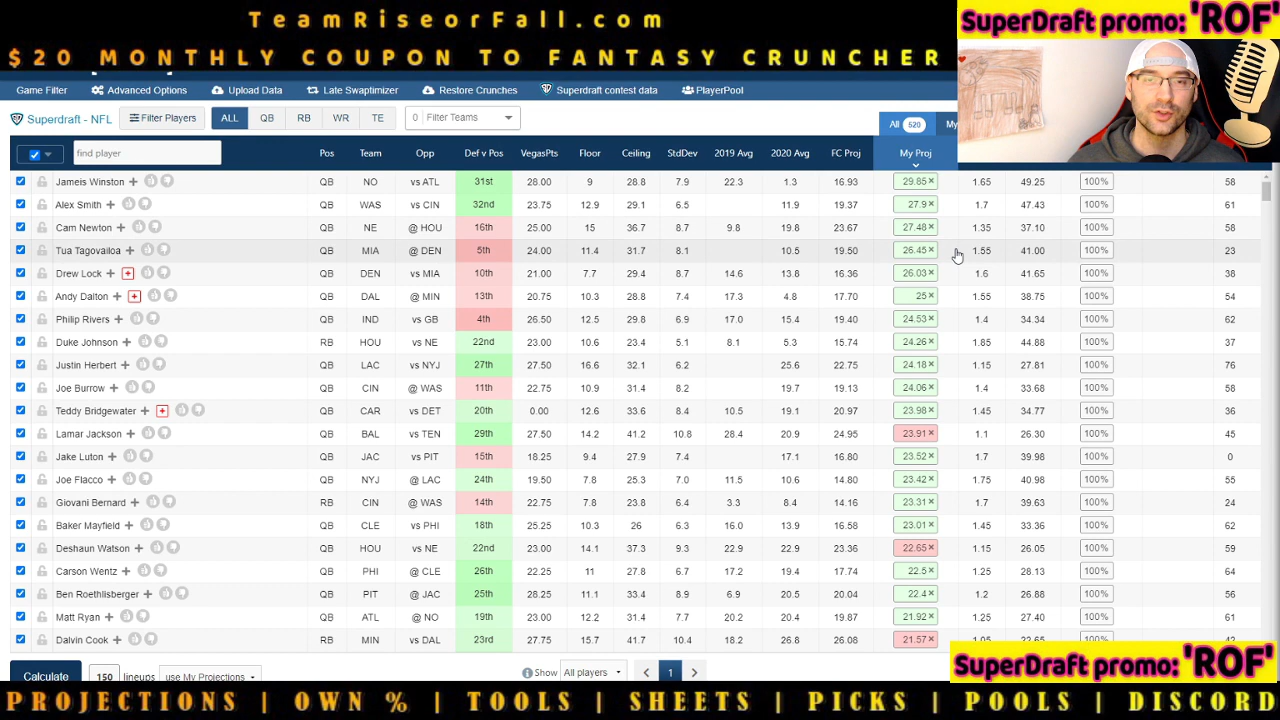 TeamRiseorFall.com
$20 MONTHLY COUPON TO FANTASY CRUNCHER
SuperDraft promo: 'ROF'
Game Filter Advanced Options Upload Data Late Swaptimizer Restore Crunches Superdraft contest data PlayerPool
Superdraft - NFL Filter Players ALL QB RB WR TE 0 Filter Teams All 520 My
find player Pos Team Opp Def v Pos VegasPts Floor Ceiling StdDev 2019 Avg 2020 Avg FC Proj My Proj
Jameis Winston QB NO vs ATL 31st 28.00 9 28.8 7.9 22.3 1.3 16.93 29.85 1.65 49.25 100% 58
Alex Smith QB WAS vs CIN 32nd 23.75 12.9 29.1 6.5 11.9 19.37 27.9 1.7 47.43 100% 61
Cam Newton QB NE @ HOU 16th 25.00 15 36.7 8.7 9.8 19.8 23.67 27.48 1.35 37.10 100% 58
Tua Tagovailoa QB MIA @ DEN 5th 24.00 11.4 31.7 8.1 10.5 19.50 26.45 1.55 41.00 100% 23
Drew Lock QB DEN vs MIA 10th 21.00 7.7 29.4 8.7 14.6 13.8 16.36 26.03 1.6 41.65 100% 38
Andy Dalton QB DAL @ MIN 13th 20.75 10.3 28.8 7.4 17.3 4.8 17.70 25 1.55 38.75 100% 54
Philip Rivers QB IND vs GB 4th 26.50 12.5 29.8 6.9 17.0 15.4 19.40 24.53 1.4 34.34 100% 62
Duke Johnson RB HOU vs NE 22nd 23.00 10.6 23.4 5.1 8.1 5.3 15.74 24.26 1.85 44.88 100% 37
Justin Herbert QB LAC vs NYJ 27th 27.50 16.6 32.1 6.2 25.6 22.75 24.18 1.15 27.81 100% 76
Joe Burrow QB CIN @ WAS 11th 22.75 10.9 31.4 8.2 19.7 19.13 24.06 1.4 33.68 100% 58
Teddy Bridgewater QB CAR vs DET 20th 0.00 12.6 33.6 8.4 10.5 19.1 20.97 23.98 1.45 34.77 100% 36
Lamar Jackson QB BAL vs TEN 29th 27.50 14.2 41.2 10.8 28.4 20.9 24.95 23.91 1.1 26.30 100% 45
Jake Luton QB JAC vs PIT 15th 18.25 9.4 27.9 7.4 17.1 16.80 23.52 1.7 39.98 100% 0
Joe Flacco QB NYJ @ LAC 24th 19.50 7.8 25.3 7.0 11.5 10.6 14.80 23.42 1.75 40.98 100% 55
Giovani Bernard RB CIN @ WAS 14th 22.75 7.8 23.8 6.4 3.3 8.4 14.16 23.31 1.7 39.63 100% 24
Baker Mayfield QB CLE vs PHI 18th 25.25 10.3 26 6.3 16.0 13.9 16.58 23.01 1.45 33.36 100% 62
Deshaun Watson QB HOU vs NE 22nd 23.00 14.1 37.3 9.3 22.9 22.9 23.36 22.65 1.15 26.05 100% 59
Carson Wentz QB PHI @ CLE 26th 22.25 11 27.8 6.7 17.2 19.4 17.74 22.5 1.25 28.13 100% 64
Ben Roethlisberger QB PIT @ JAC 25th 28.25 11.1 33.4 8.9 6.9 20.5 20.04 22.4 1.2 26.88 100% 56
Matt Ryan QB ATL @ NO 19th 23.00 12.2 31.4 7.7 20.2 20.2 19.87 21.92 1.25 27.40 100% 61
Dalvin Cook RB MIN vs DAL 23rd 27.75 15.7 41.7 10.4 18.2 26.8 26.08 21.57 1.05 22.65 100% 42
SuperDraft promo: 'ROF'
Calculate 150 lineups use My Projections Show All players 1
PROJECTIONS | OWN % | TOOLS | SHEETS | PICKS | POOLS | DISCORD